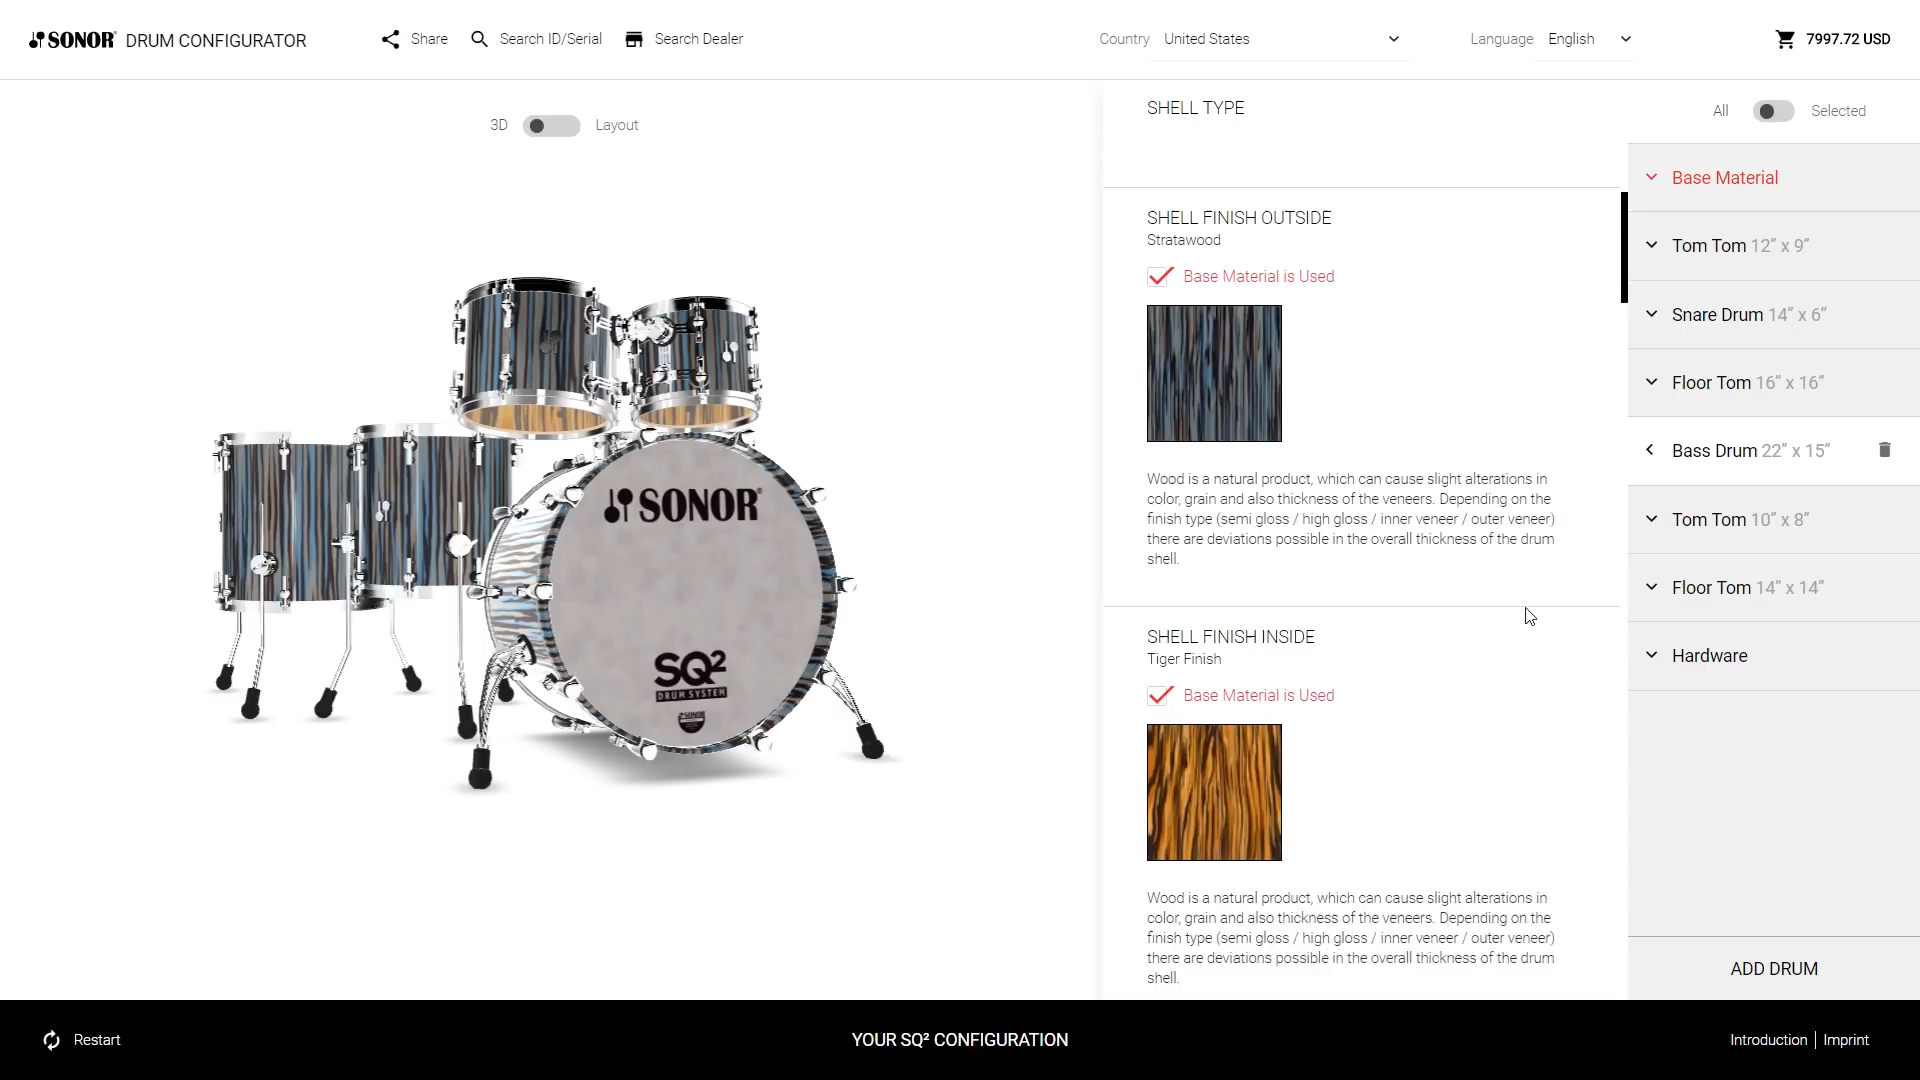 SONOR DRUM CONFIGURATOR
Share
Search ID/Serial
Search Dealer
Country United States
Language English
7997.72 USD
3D Layout
SONOR
SQ2
DRUM SYSTEM
SONOR
SHELL TYPE
SHELL FINISH OUTSIDE
Stratawood
Base Material is Used
Wood is a natural product, which can cause slight alterations in
color, grain and also thickness of the veneers. Depending on the
finish type (semi gloss / high gloss / inner veneer / outer veneer)
there are deviations possible in the overall thickness of the drum
shell.
SHELL FINISH INSIDE
Tiger Finish
Base Material is Used
Wood is a natural product, which can cause slight alterations in
color, grain and also thickness of the veneers. Depending on the
finish type (semi gloss / high gloss / inner veneer / outer veneer)
there are deviations possible in the overall thickness of the drum
shell.
All Selected
Base Material
Tom Tom 12” x 9”
Snare Drum 14” x 6”
Floor Tom 16” x 16”
Bass Drum 22” x 15”
Tom Tom 10” x 8”
Floor Tom 14” x 14”
Hardware
ADD DRUM
Restart
YOUR SQ² CONFIGURATION
Introduction | Imprint